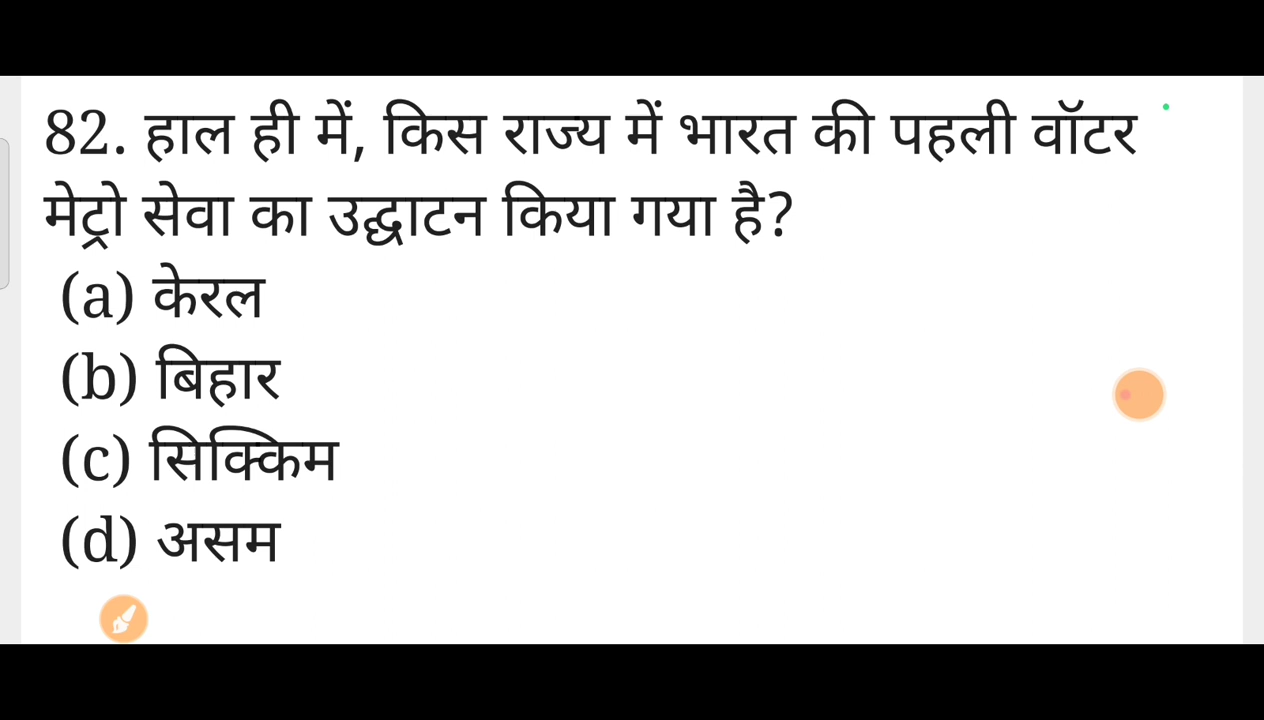 82. हाल ही में, किस राज्य में भारत की पहली वॉटर
मेट्रो सेवा का उद्घाटन किया गया है?
(a) केरल
(b) बिहार
(c) सिक्किम
(d) असम